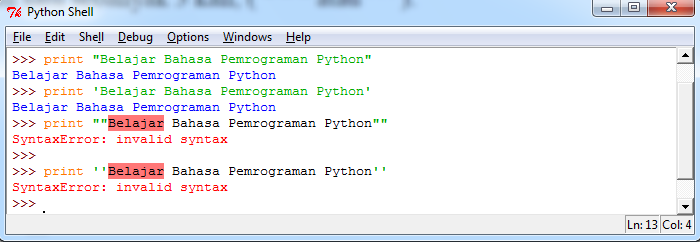 Python Shell
File Edit Shell Debug Options Windows Help
>>> print "Belajar Bahasa Pemrograman Python"
Belajar Bahasa Pemrograman Python
>>> print 'Belajar Bahasa Pemrograman Python'
Belajar Bahasa Pemrograman Python
>>> print ""Belajar Bahasa Pemrograman Python""
SyntaxError: invalid syntax
>>>
>>> print ''Belajar Bahasa Pemrograman Python''
SyntaxError: invalid syntax
>>>
Ln: 13 Col: 4